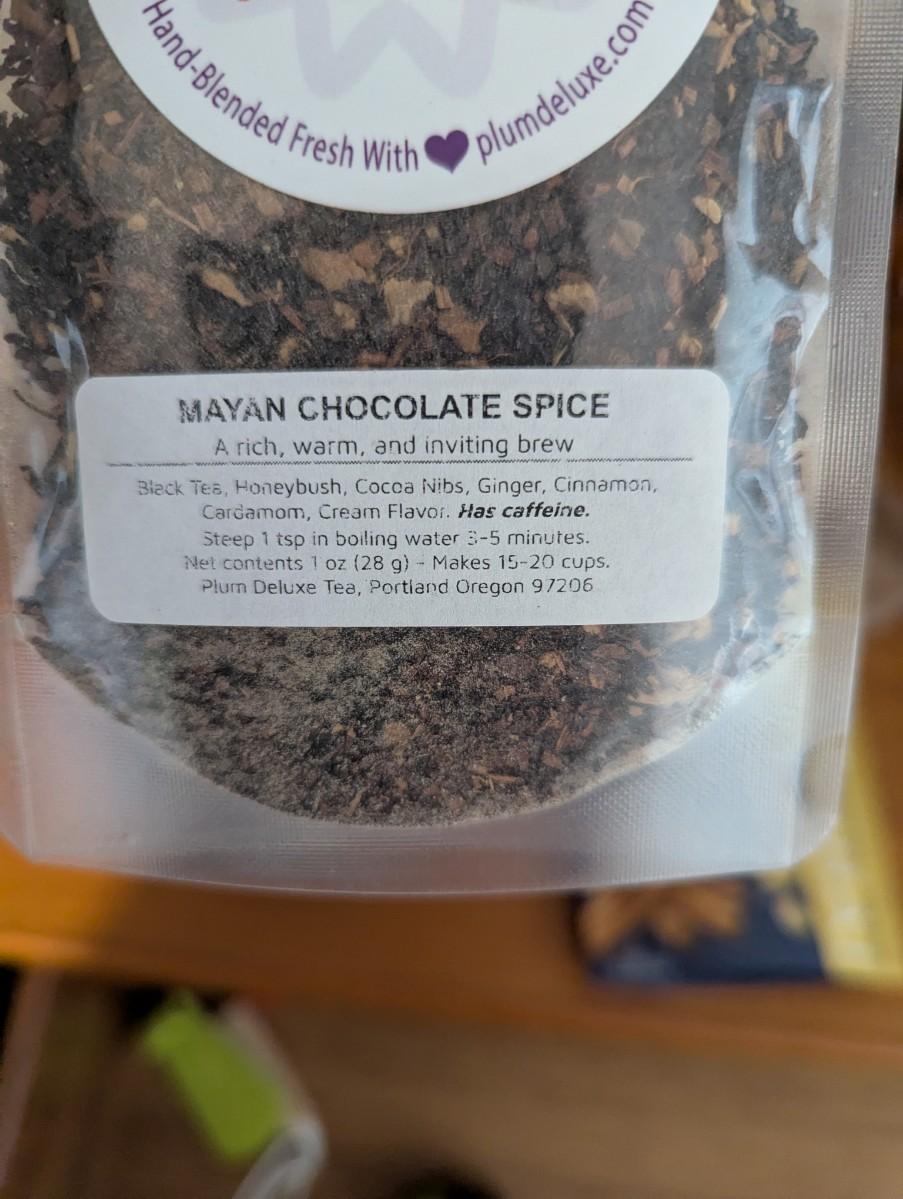 Hand-Blended Fresh With plumdeluxe.com
MAYAN CHOCOLATE SPICE
A rich, warm, and inviting brew
Black Tea, Honeybush, Cocoa Nibs, Ginger, Cinnamon,
Cardamom, Cream Flavor. Has caffeine.
Steep 1 tsp in boiling water 3-5 minutes.
Net contents 1 oz (28 g) - Makes 15-20 cups.
Plum Deluxe Tea, Portland Oregon 97206